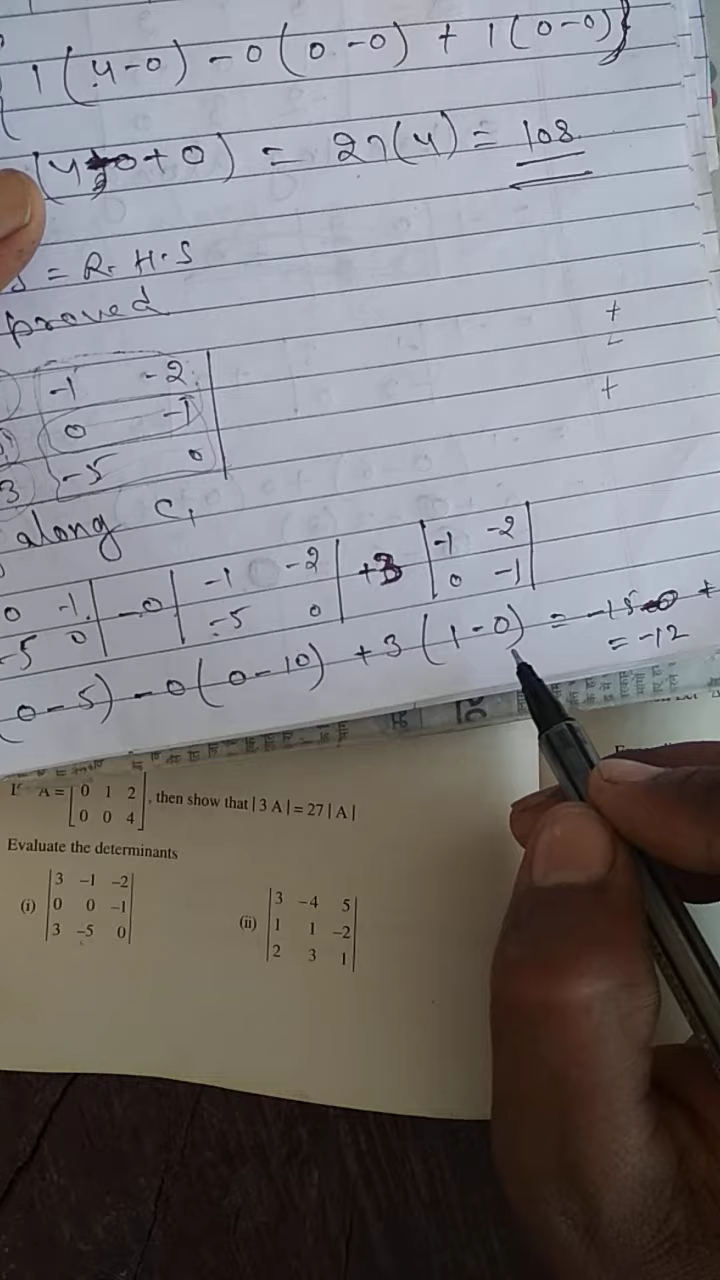 1 ( 4 - 0 ) - 0 ( 0 - 0 ) + 1 ( 0 - 0 ) }
( 4 + 0 ) = 27 ( 4 ) = 108
= R. H. S
proved
-1 -2
0 -1
3 -5 0
+
-
+
along C₁
0 -1 | - 0 | -1 -2 | + 3 | -1 -2 |
-5 0 | | -5 0 | | 0 -1 |
( 0 - 5 ) - 0 ( 0 - 10 ) + 3 ( 1 - 0 ) = -15 - 0 +
= -12
If A = [ 0 1 2 ] , then show that | 3 A | = 27 | A |
0 0 4
Evaluate the determinants
(i) | 3 -1 -2 |
| 0 0 -1 |
| 3 -5 0 |
(ii) | 3 -4 5 |
| 1 1 -2 |
| 2 3 1 |